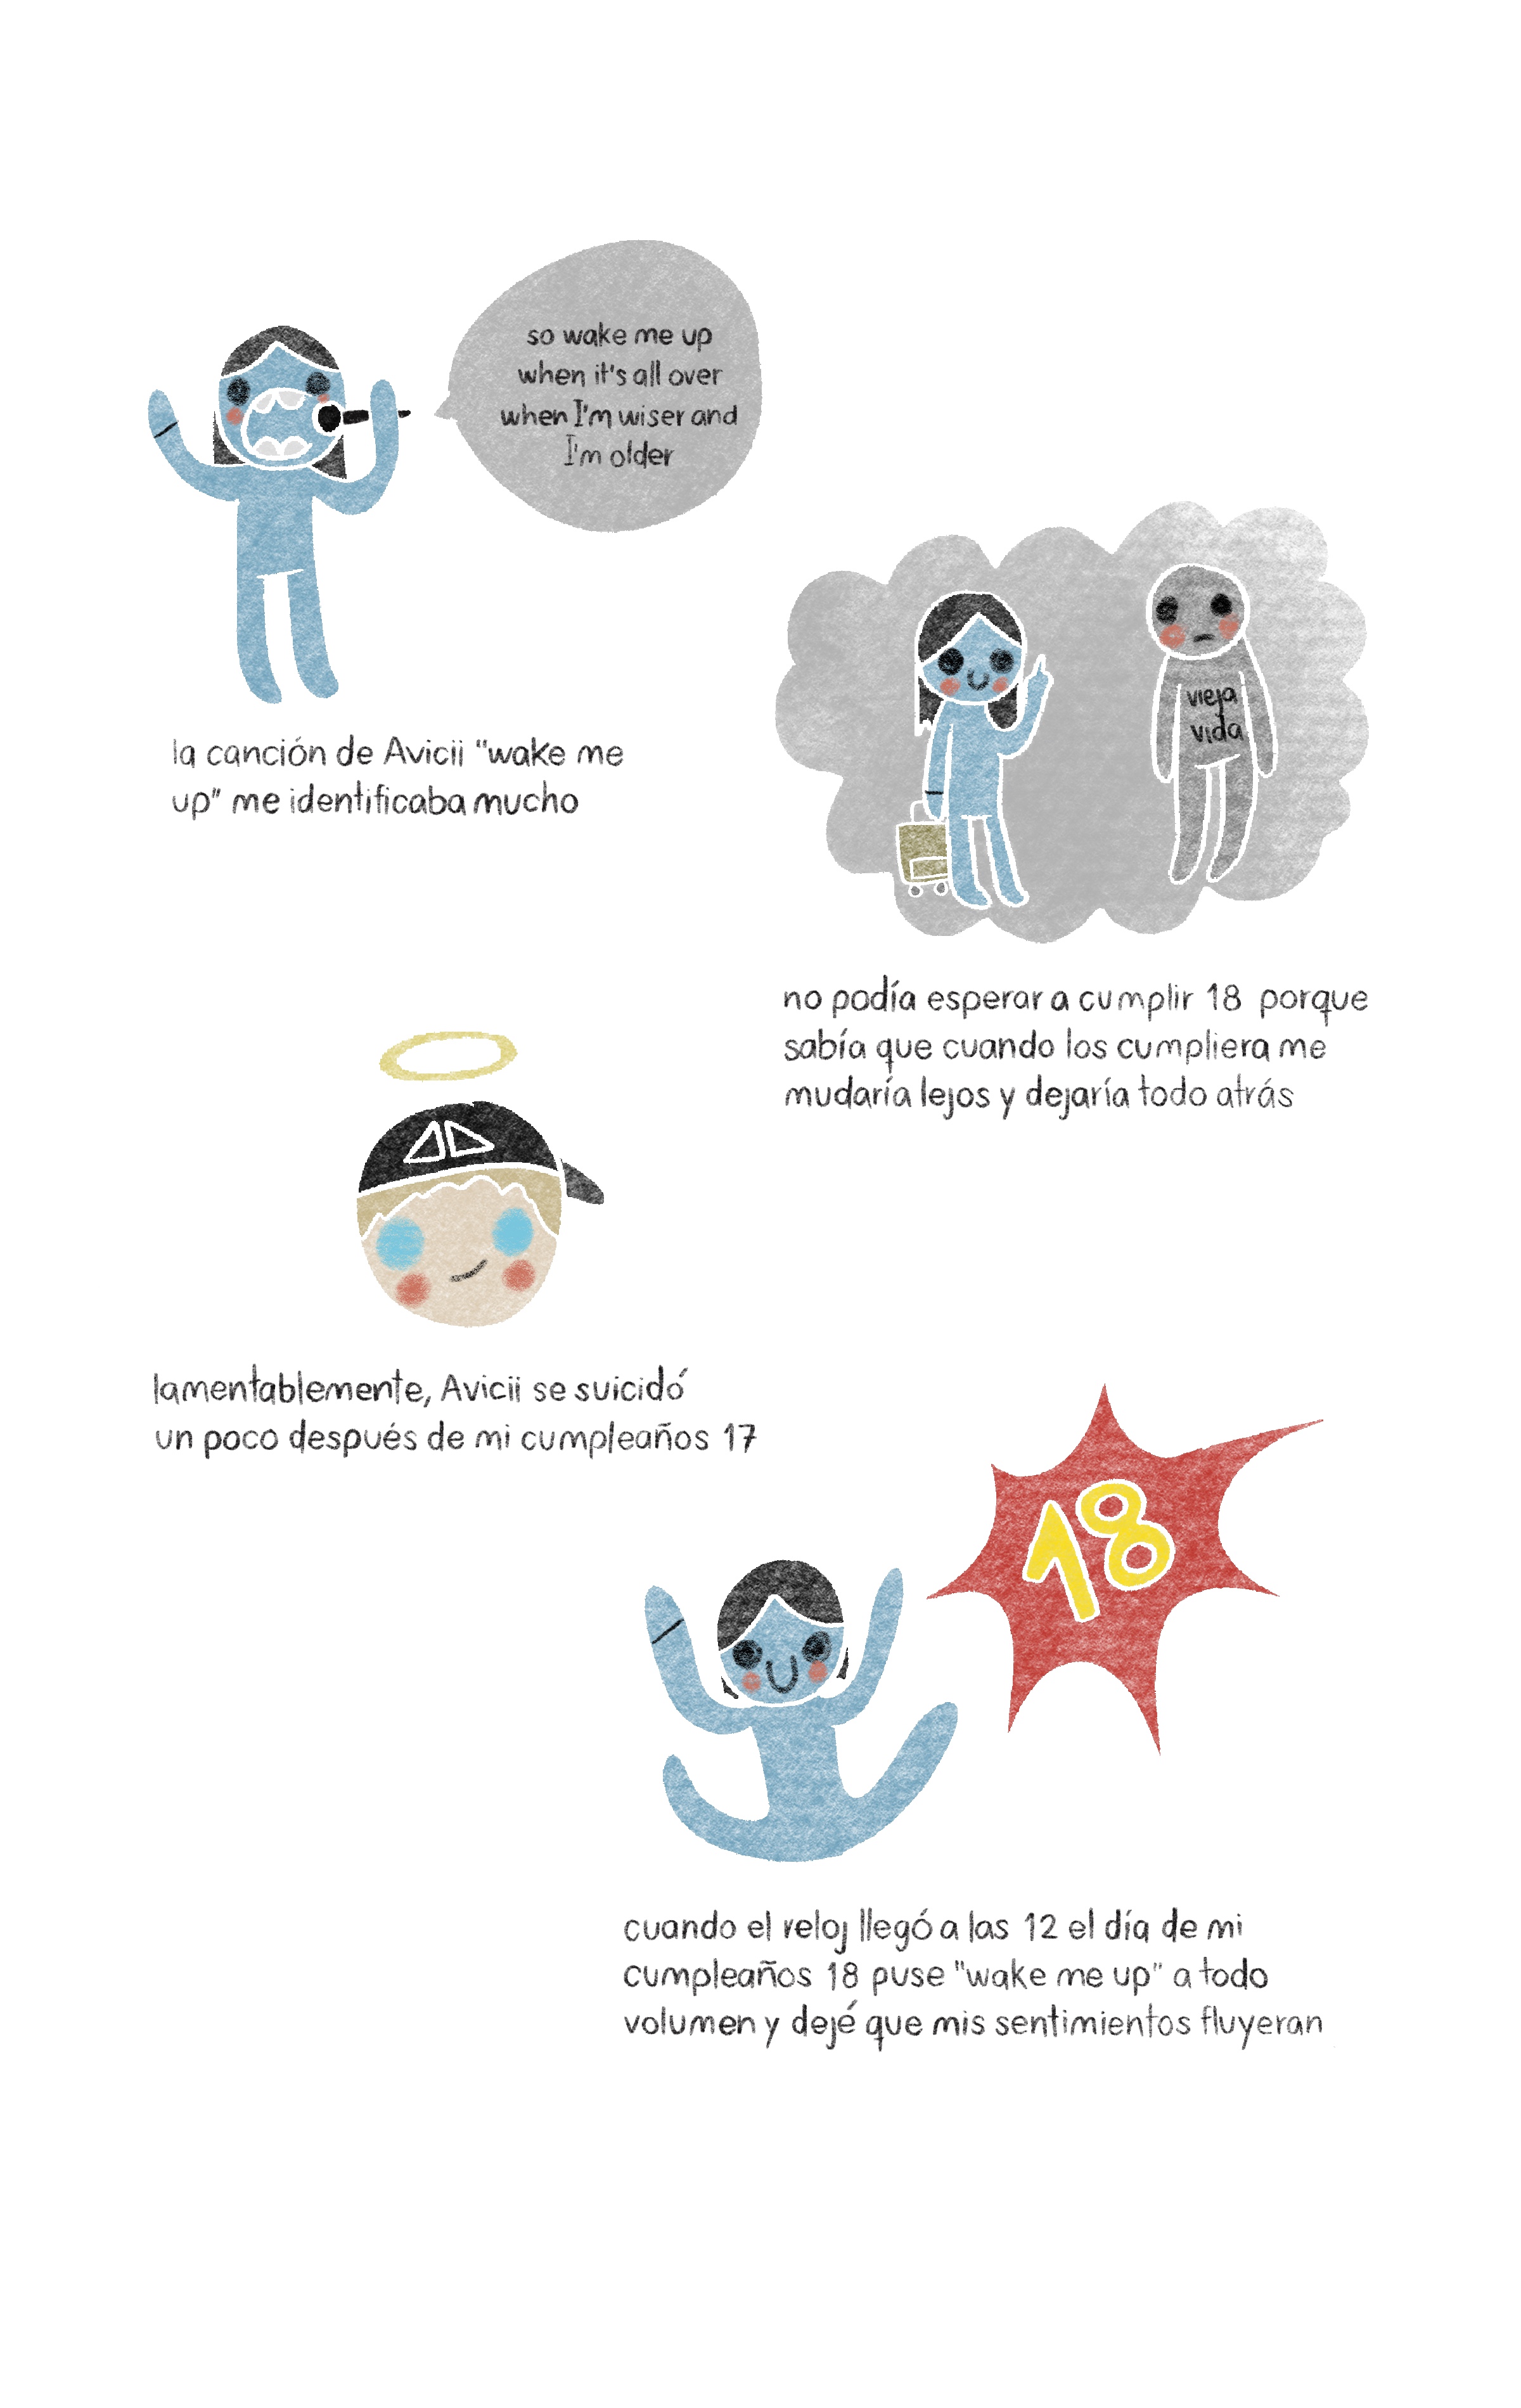 so wake me up
when it's all over
when I'm wiser and
I'm older
la canción de Avicii "wake me
up" me identificaba mucho
vieja
vida
no podía esperar a cumplir 18 porque
sabía que cuando los cumpliera me
mudaría lejos y dejaría todo atrás
lamentablemente, Avicii se suicidó
un poco después de mi cumpleaños 17
18
cuando el reloj llegó a las 12 el día de mi
cumpleaños 18 puse "wake me up" a todo
volumen y dejé que mis sentimientos fluyeran